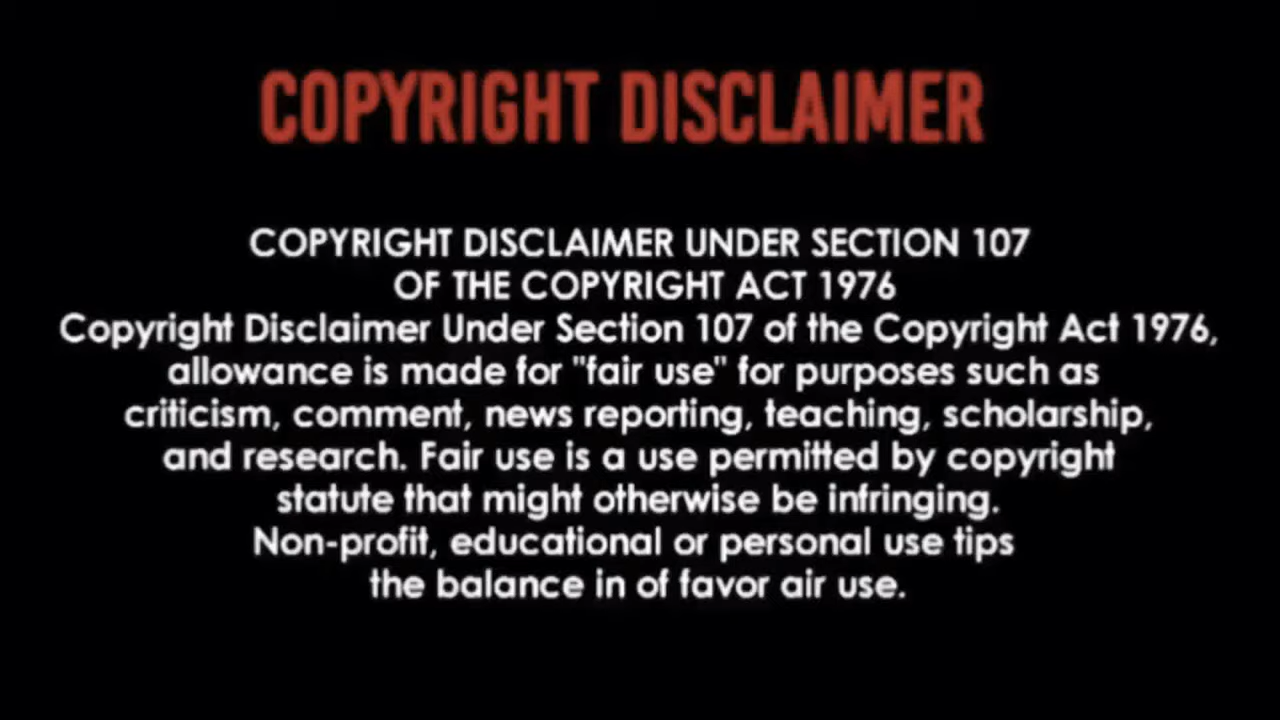 COPYRIGHT DISCLAIMER
COPYRIGHT DISCLAIMER UNDER SECTION 107
OF THE COPYRIGHT ACT 1976
Copyright Disclaimer Under Section 107 of the Copyright Act 1976,
allowance is made for "fair use" for purposes such as
criticism, comment, news reporting, teaching, scholarship,
and research. Fair use is a use permitted by copyright
statute that might otherwise be infringing.
Non-profit, educational or personal use tips
the balance in of favor air use.